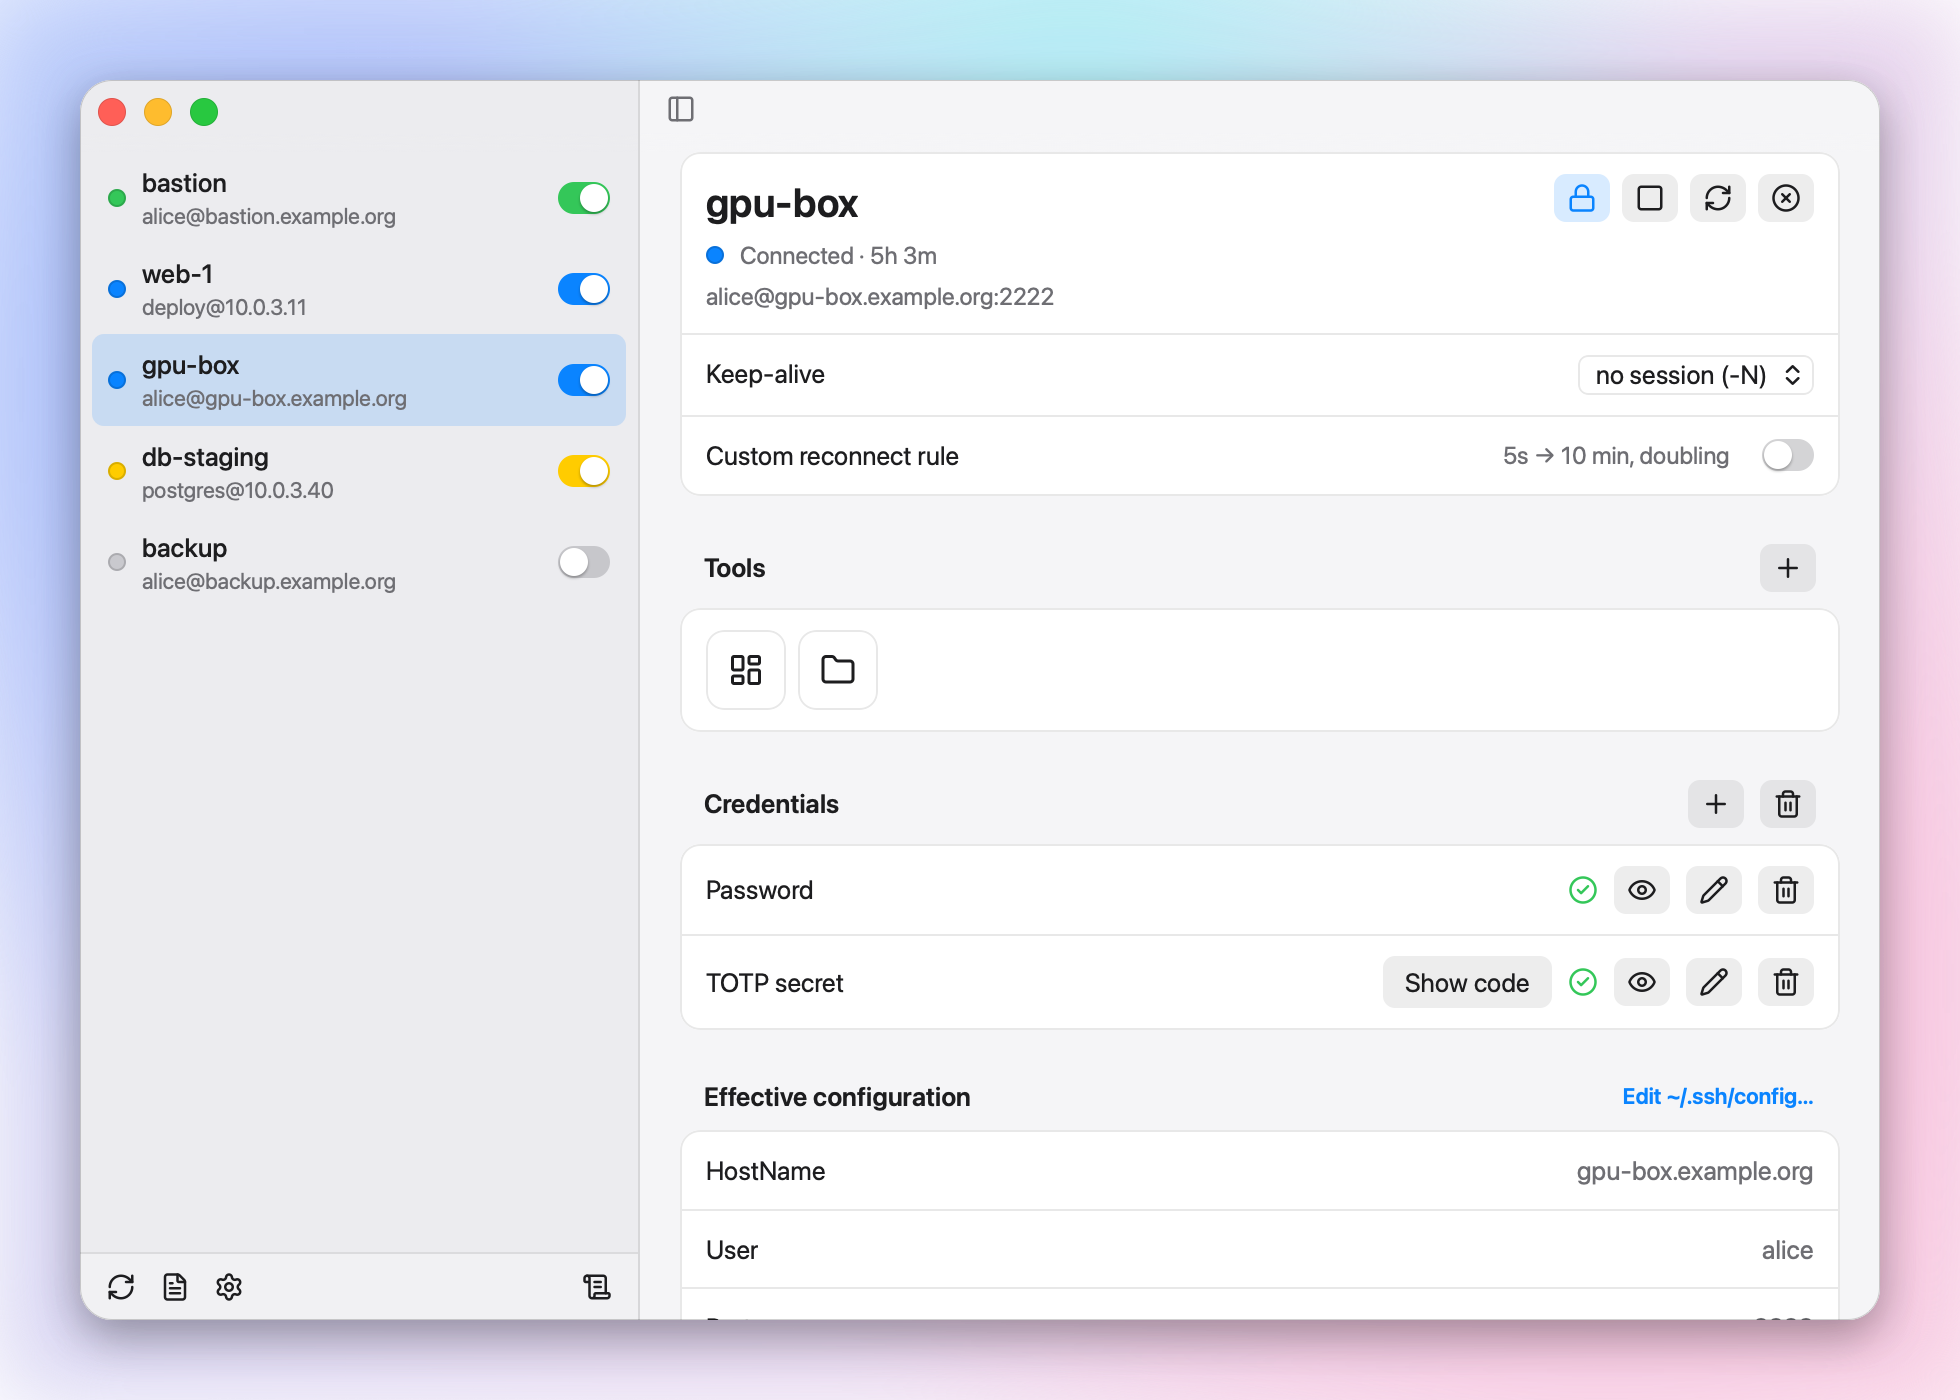 bastion
alice@bastion.example.org
web-1
deploy@10.0.3.11
gpu-box
alice@gpu-box.example.org
db-staging
postgres@10.0.3.40
backup
alice@backup.example.org
gpu-box
Connected · 5h 3m
alice@gpu-box.example.org:2222
Keep-alive
no session (-N)
Custom reconnect rule
5s → 10 min, doubling
Tools
Credentials
Password
TOTP secret
Show code
Effective configuration
Edit ~/.ssh/config...
HostName
gpu-box.example.org
User
alice